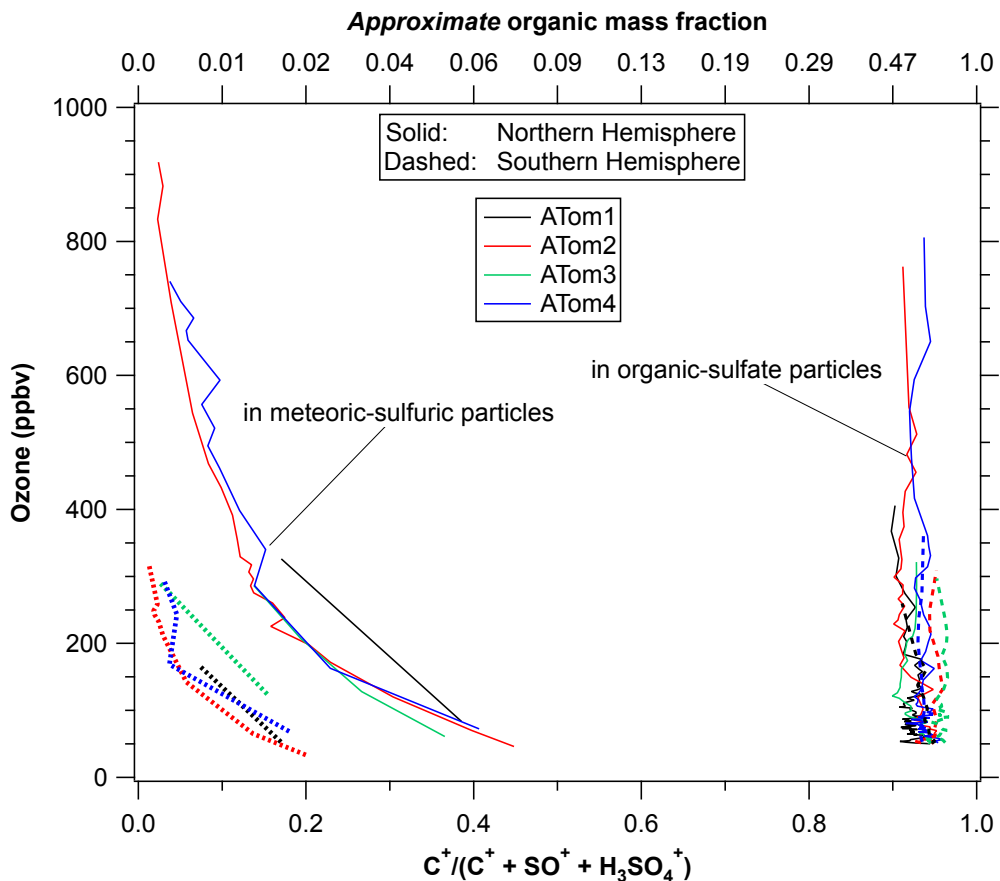 Approximate organic mass fraction
0.0 0.01 0.02 0.04 0.06 0.09 0.13 0.19 0.29 0.47 1.0
1000
800
600
400
200
0
Ozone (ppbv)
Solid: Northern Hemisphere
Dashed: Southern Hemisphere
ATom1
ATom2
ATom3
ATom4
in organic-sulfate particles
in meteoric-sulfuric particles
0.0 0.2 0.4 0.6 0.8 1.0
C⁺/(C⁺ + SO⁺ + H₃SO₄⁺)